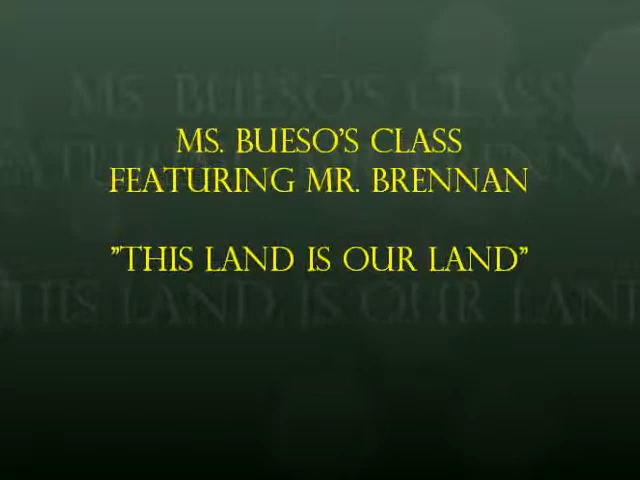 MS. BUESO'S CLASS
FEATURING MR. BRENNAN
"THIS LAND IS OUR LAND"